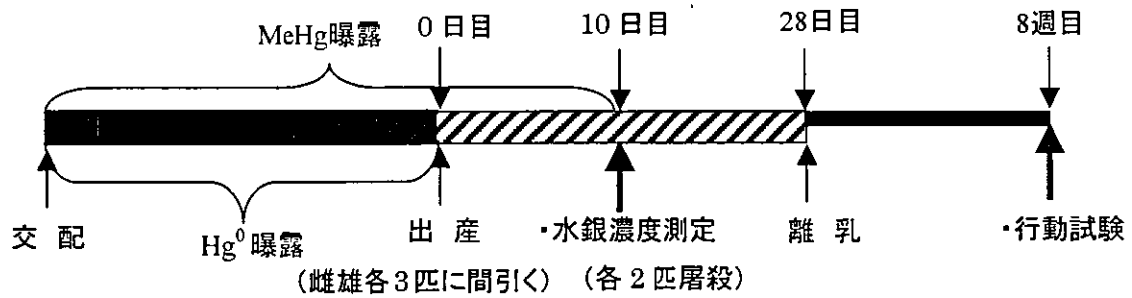 MeHg曝露 0日目 10日目 28日目 8週目
交 配 出 産 ・水銀濃度測定 離 乳 ・行動試験
Hg⁰曝露
(雌雄各3匹に間引く) (各2匹屠殺)